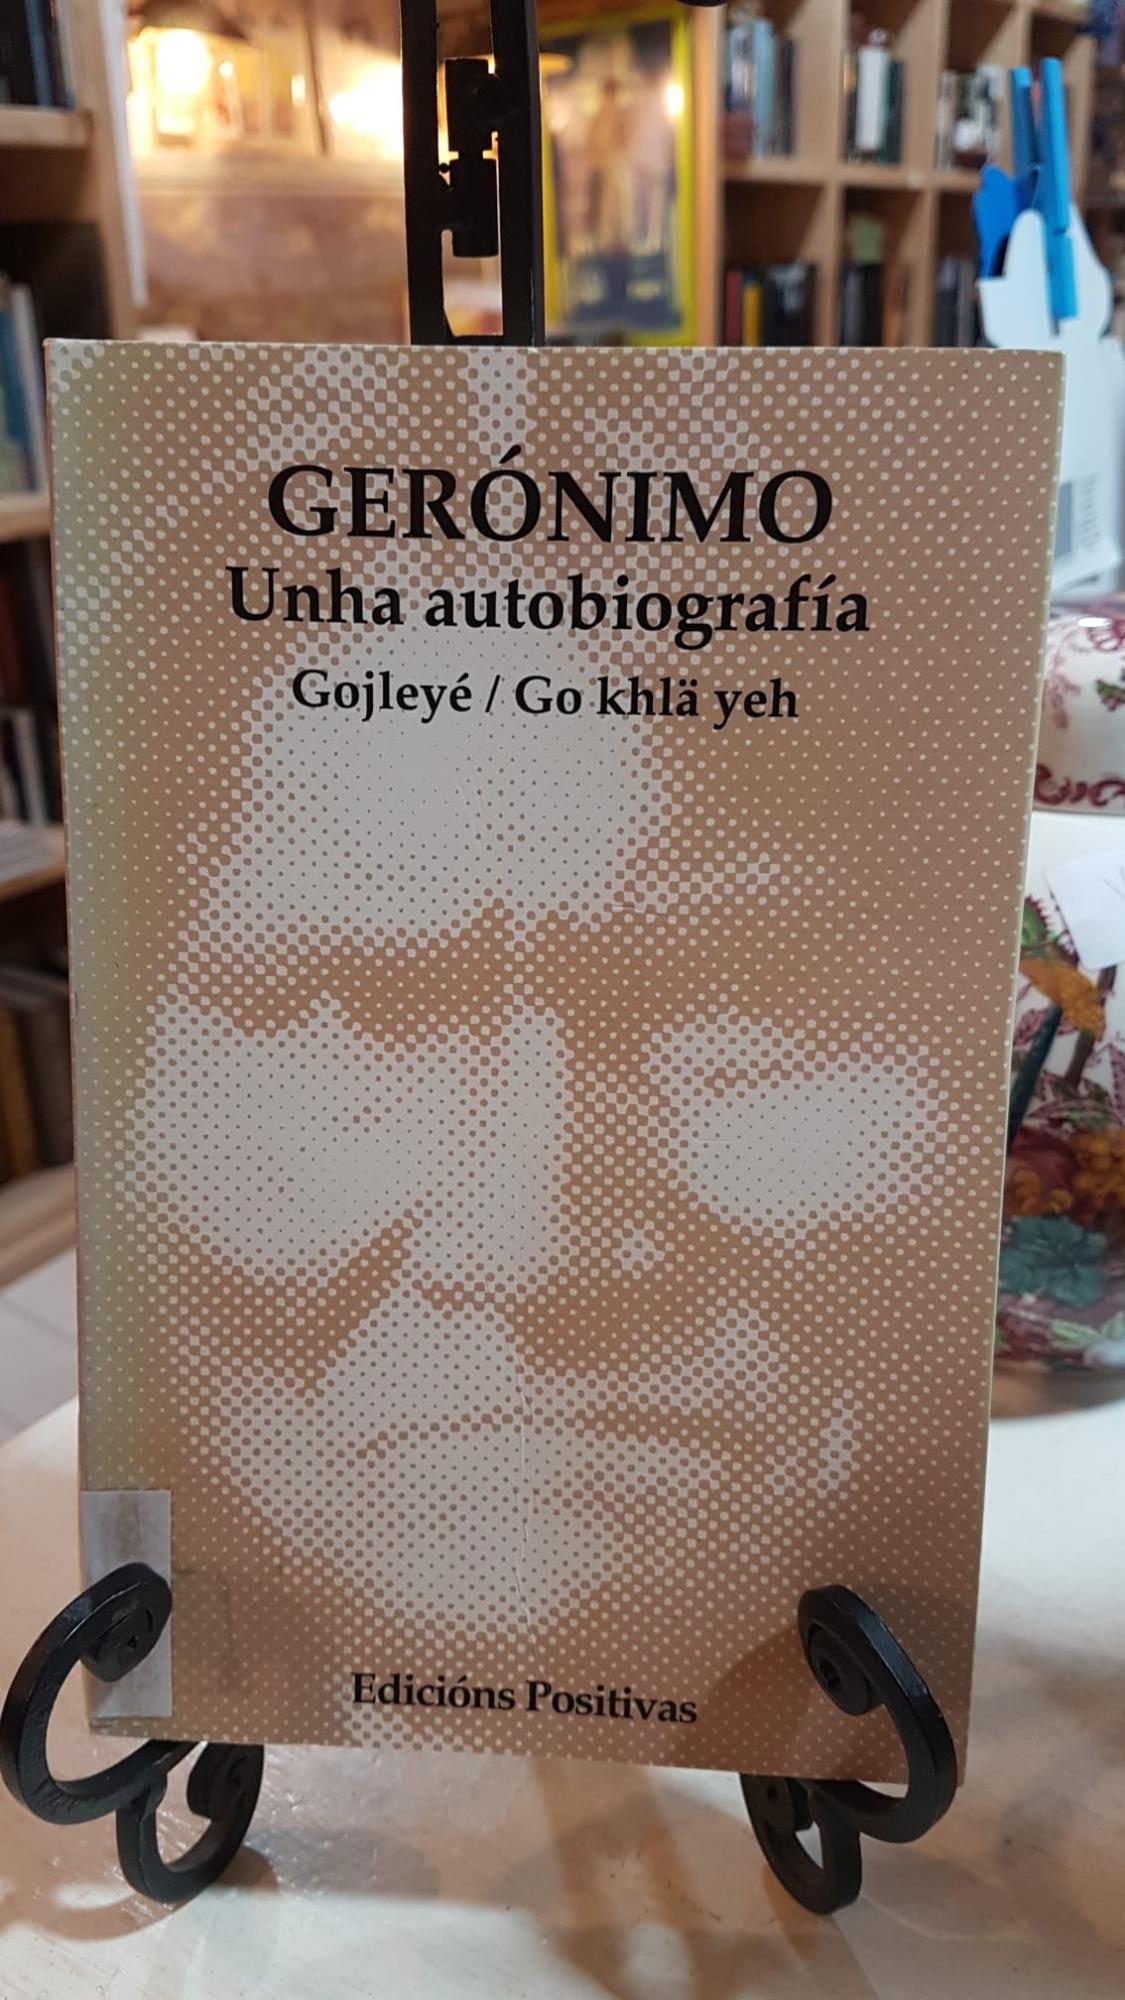 GERÓNIMO
Unha autobiografía
Gojleyé / Go khlä yeh
Edicións Positivas